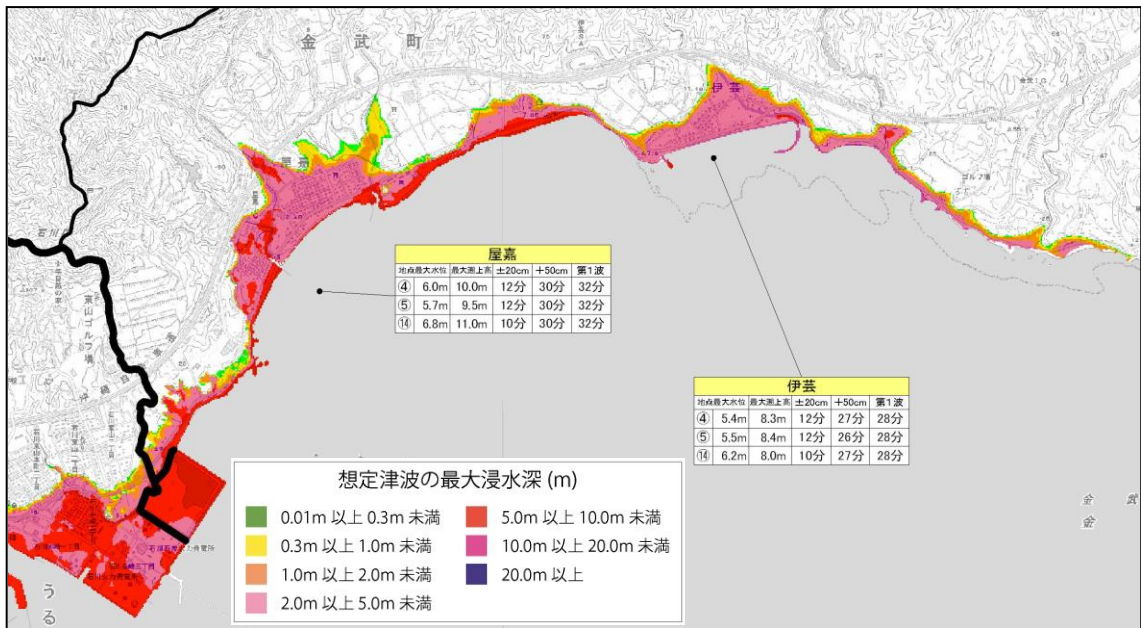 金武町
伊芸
屋嘉
地点 最大水位 最大遡上高 ±20cm +50cm 第1波
④ 6.0m 10.0m 12分 30分 32分
⑤ 5.7m 9.5m 12分 30分 32分
⑭ 6.8m 11.0m 10分 30分 32分
伊芸
地点 最大水位 最大遡上高 ±20cm +50cm 第1波
④ 5.4m 8.3m 12分 27分 28分
⑤ 5.5m 8.4m 12分 26分 28分
⑭ 6.2m 8.0m 10分 27分 28分
東山ゴルフ場
ゴルフ場
金武
金
うる
想定津波の最大浸水深 (m)
0.01m 以上 0.3m 未満
0.3m 以上 1.0m 未満
1.0m 以上 2.0m 未満
2.0m 以上 5.0m 未満
5.0m 以上 10.0m 未満
10.0m 以上 20.0m 未満
20.0m 以上